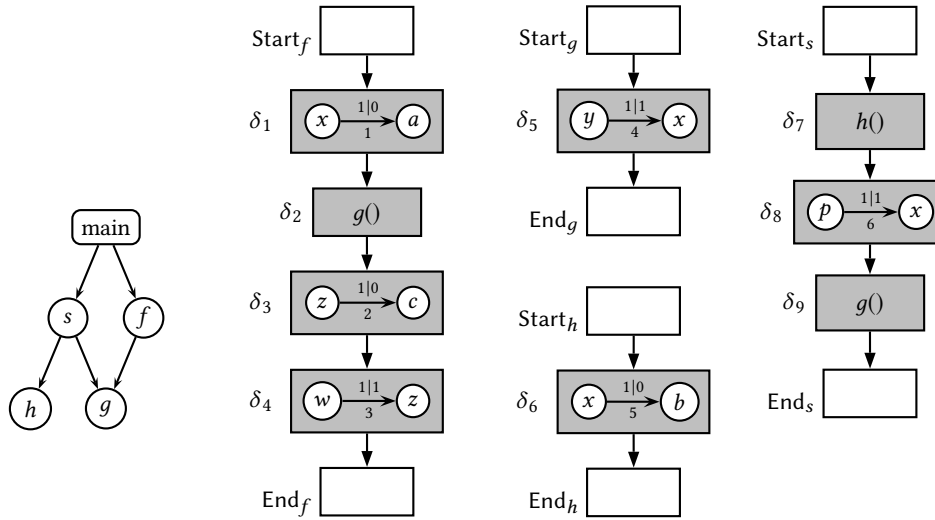 main
s
f
h
g
Start_f
δ₁
x
1|0
1
a
δ₂
g()
δ₃
z
1|0
2
c
δ₄
w
1|1
3
z
End_f
Start_g
δ₅
y
1|1
4
x
End_g
Start_h
δ₆
x
1|0
5
b
End_h
Start_s
δ₇
h()
δ₈
p
1|1
6
x
δ₉
g()
End_s